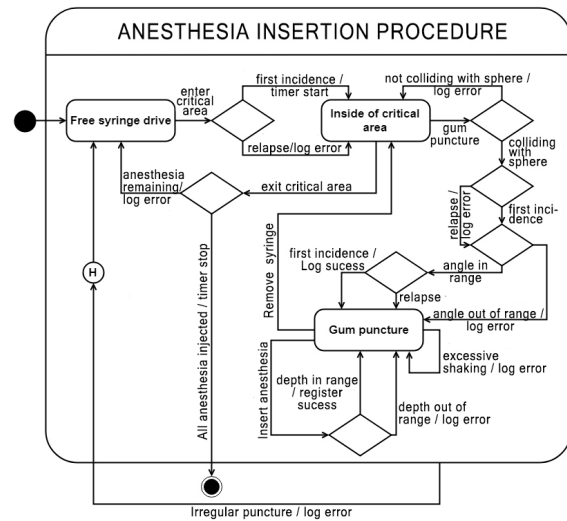 ANESTHESIA INSERTION PROCEDURE
enter
critical
area
first incidence /
timer start
not colliding with sphere /
log error
Free syringe drive
Inside of critical
area
gum
puncture
colliding
with
sphere
relapse/log error
anesthesia
remaining/
log error
exit critical area
relapse /
log error
first inci-
dence
H
All anesthesia injected / timer stop
Remove syringe
first incidence /
Log sucess
angle in
range
relapse
angle out of range /
log error
Gum puncture
Insert anesthesia
excessive
shaking / log error
depth in range
/ register
sucess
depth out of
range / log error
Irregular puncture / log error